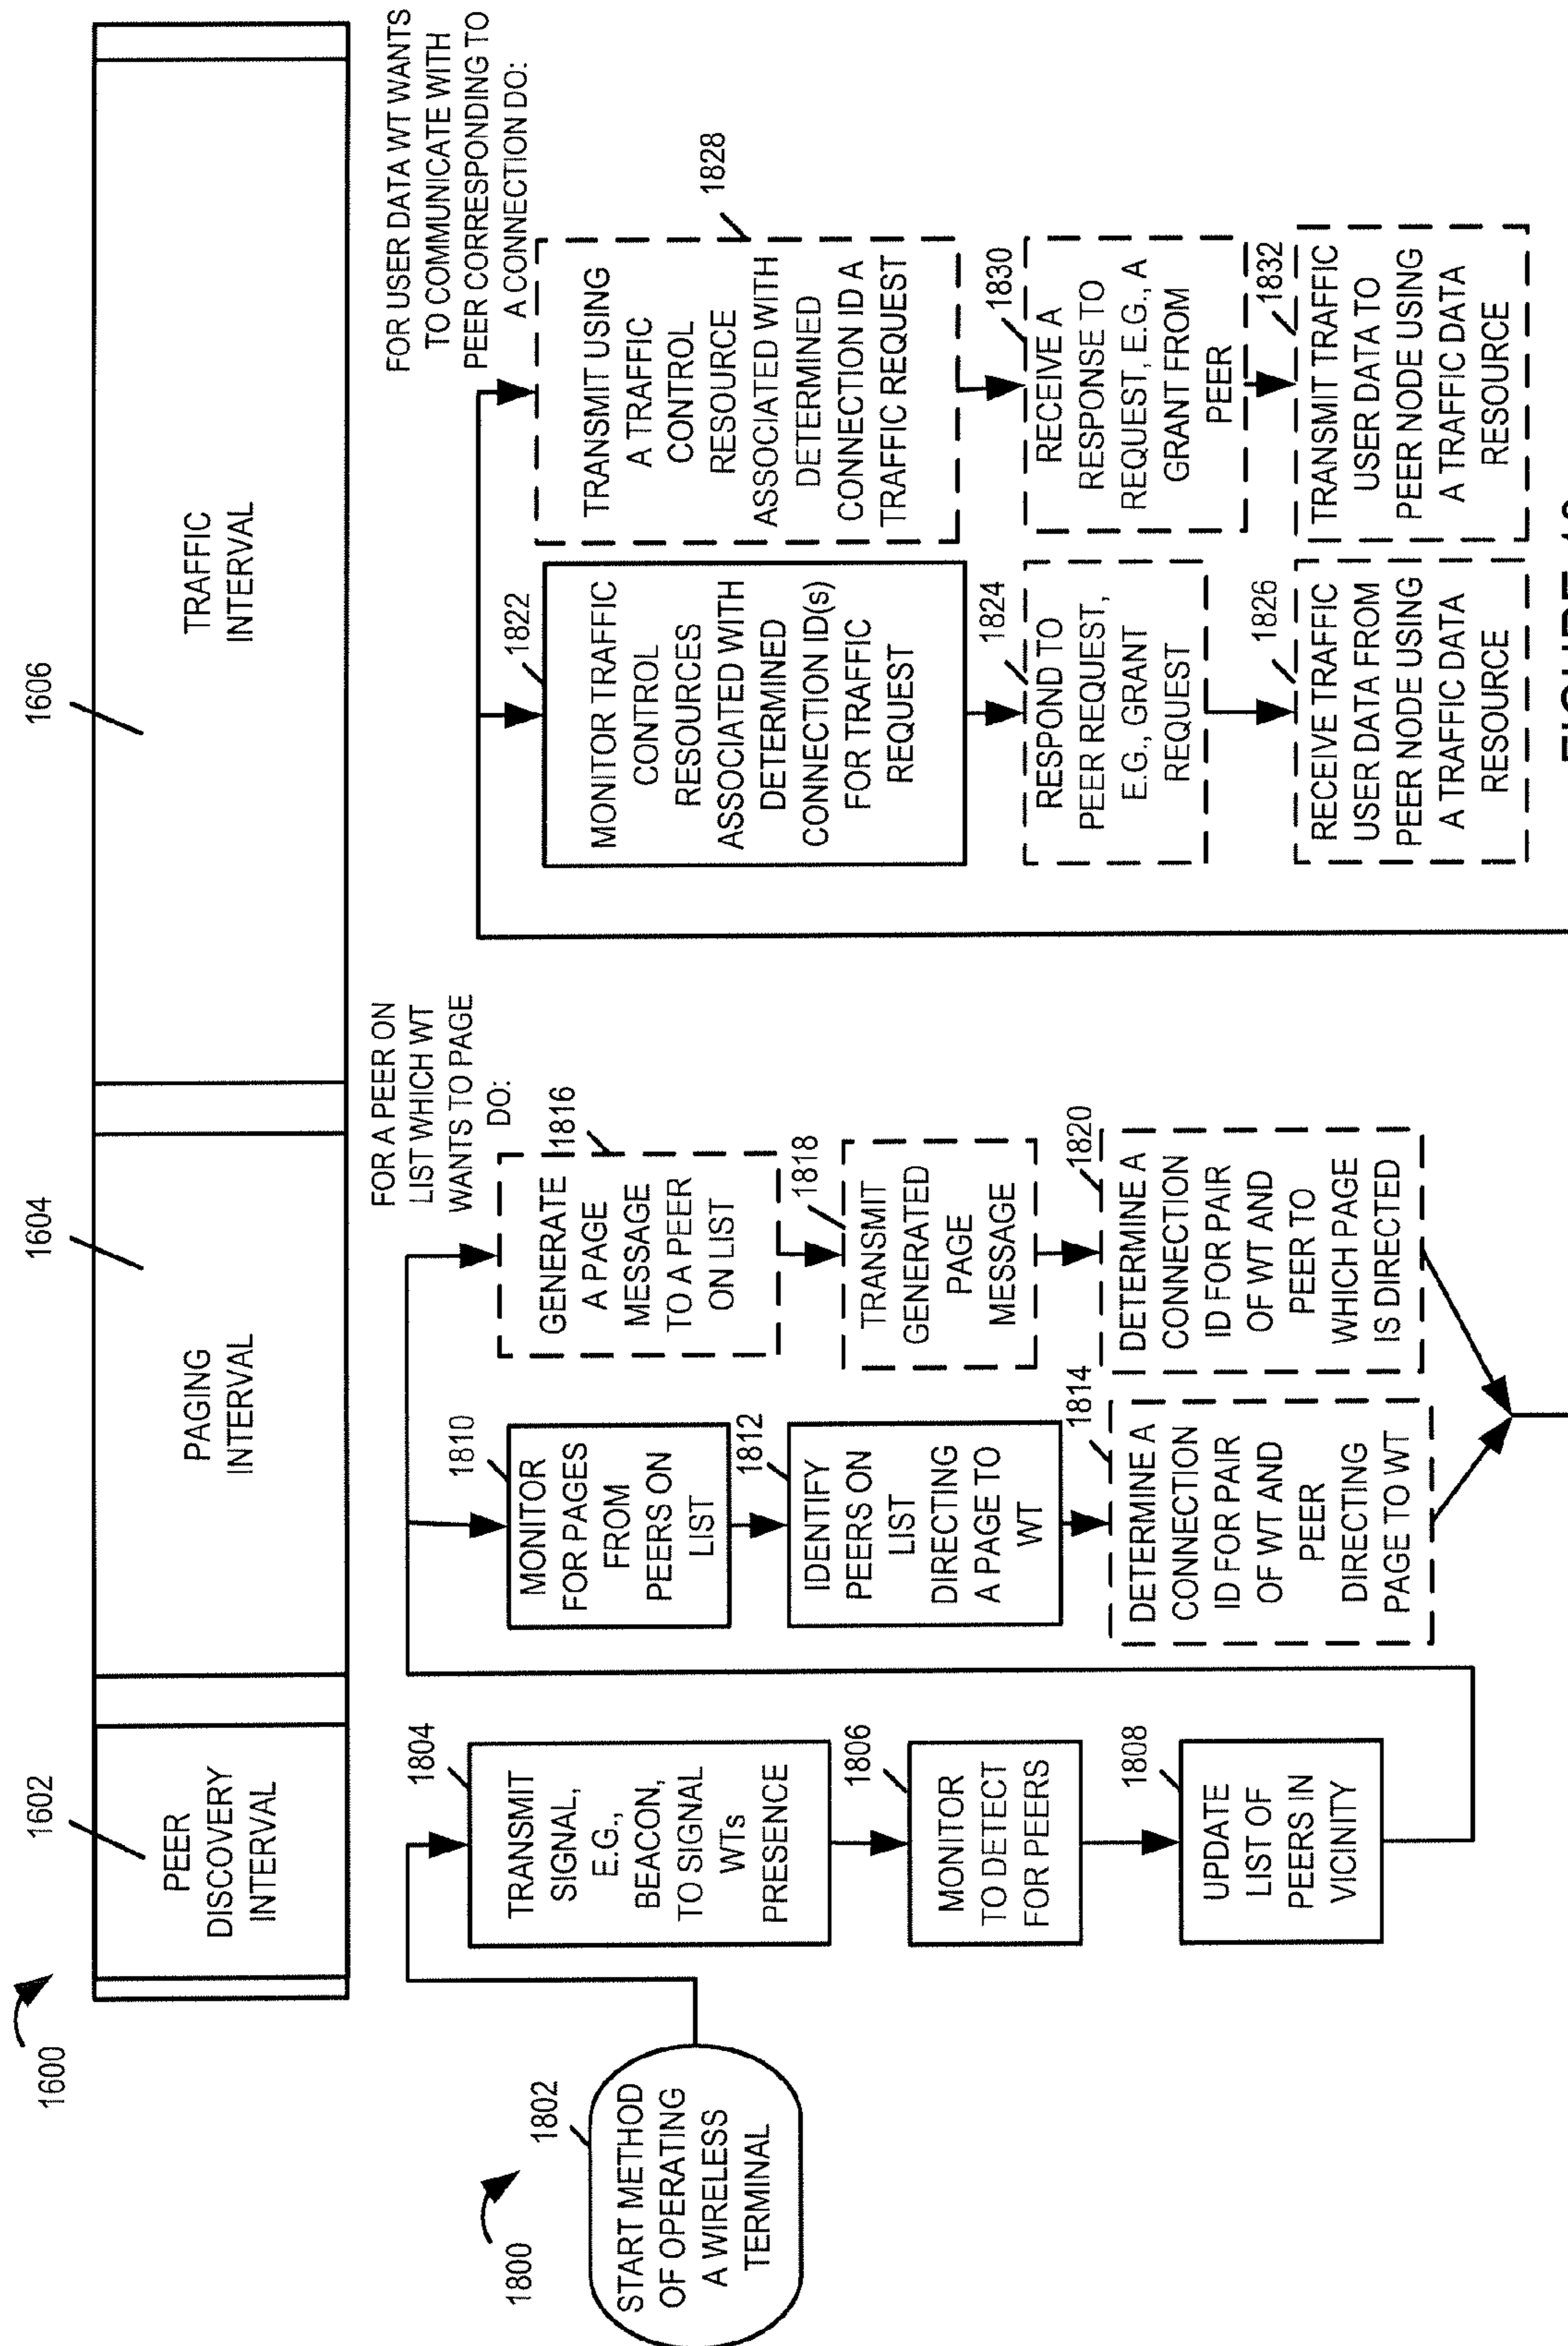 1600
1602
PEER
DISCOVERY
INTERVAL
1604
PAGING
INTERVAL
1606
TRAFFIC
INTERVAL
1800
1802
START METHOD
OF OPERATING
A WIRELESS
TERMINAL
1804
TRANSMIT
SIGNAL,
E.G.,
BEACON,
TO SIGNAL
WTs
PRESENCE
1806
MONITOR
TO DETECT
FOR PEERS
1808
UPDATE
LIST OF
PEERS IN
VICINITY
1810
MONITOR
FOR PAGES
FROM
PEERS ON
LIST
1812
IDENTIFY
PEERS ON
LIST
DIRECTING
A PAGE TO
WT
1814
DETERMINE A
CONNECTION
ID FOR PAIR
OF WT AND
PEER
DIRECTING
PAGE TO WT
FOR A PEER ON
LIST WHICH WT
WANTS TO PAGE
DO:
1816
GENERATE
A PAGE
MESSAGE
TO A PEER
ON LIST
1818
TRANSMIT
GENERATED
PAGE
MESSAGE
1820
DETERMINE A
CONNECTION
ID FOR PAIR
OF WT AND
PEER TO
WHICH PAGE
IS DIRECTED
1822
MONITOR TRAFFIC
CONTROL
RESOURCES
ASSOCIATED WITH
DETERMINED
CONNECTION ID(s)
FOR TRAFFIC
REQUEST
1824
RESPOND TO
PEER REQUEST,
E.G., GRANT
REQUEST
1826
RECEIVE TRAFFIC
USER DATA FROM
PEER NODE USING
A TRAFFIC DATA
RESOURCE
FOR USER DATA WT WANTS
TO COMMUNICATE WITH
PEER CORRESPONDING TO
A CONNECTION DO:
1828
TRANSMIT USING
A TRAFFIC
CONTROL
RESOURCE
ASSOCIATED WITH
DETERMINED
CONNECTION ID A
TRAFFIC REQUEST
1830
RECEIVE A
RESPONSE TO
REQUEST, E.G., A
GRANT FROM
PEER
1832
TRANSMIT TRAFFIC
USER DATA TO
PEER NODE USING
A TRAFFIC DATA
RESOURCE